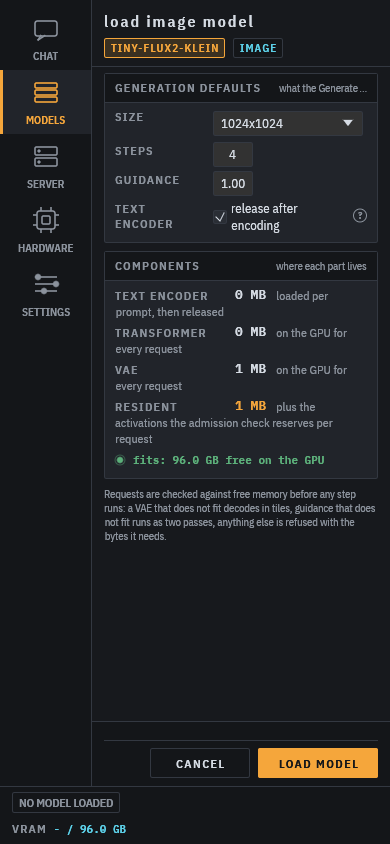 CHAT
MODELS
SERVER
HARDWARE
SETTINGS
load image model
TINY-FLUX2-KLEIN IMAGE
GENERATION DEFAULTS what the Generate ...
SIZE 1024x1024
STEPS 4
GUIDANCE 1.00
TEXT ENCODER release after encoding ?
COMPONENTS where each part lives
TEXT ENCODER 0 MB loaded per
prompt, then released
TRANSFORMER 0 MB on the GPU for
every request
VAE 1 MB on the GPU for
every request
RESIDENT 1 MB plus the
activations the admission check reserves per
request
fits: 96.0 GB free on the GPU
Requests are checked against free memory before any step
runs: a VAE that does not fit decodes in tiles, guidance that does
not fit runs as two passes, anything else is refused with the
bytes it needs.
CANCEL LOAD MODEL
NO MODEL LOADED
VRAM - / 96.0 GB